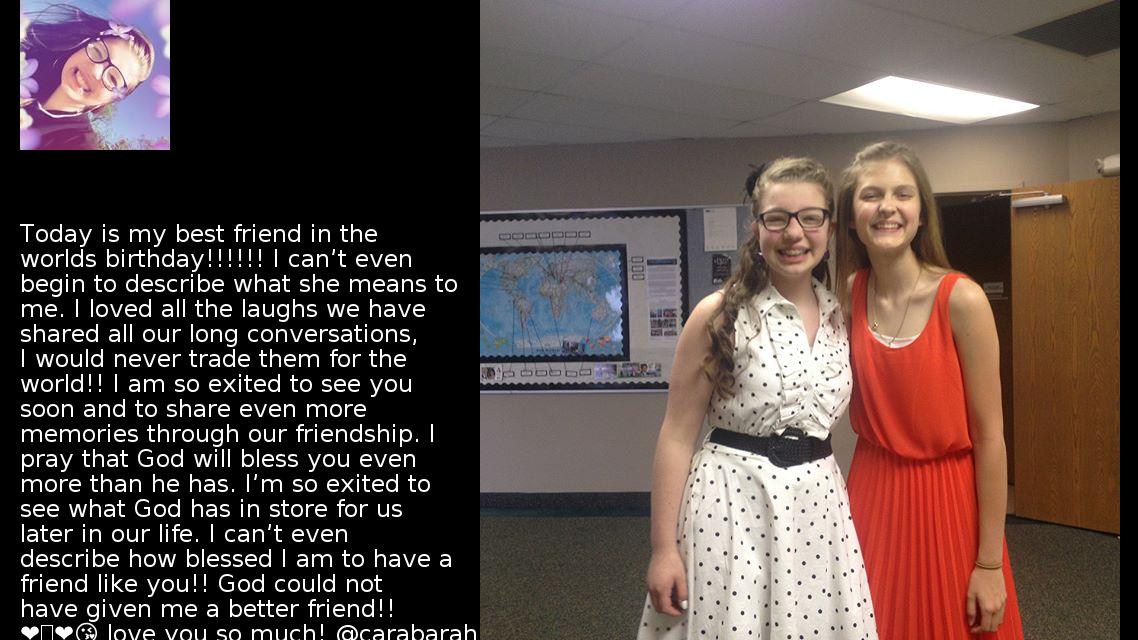 Today is my best friend in the
worlds birthday!!!!!! I can’t even
begin to describe what she means to
me. I loved all the laughs we have
shared all our long conversations,
I would never trade them for the
world!! I am so exited to see you
soon and to share even more
memories through our friendship. I
pray that God will bless you even
more than he has. I’m so exited to
see what God has in store for us
later in our life. I can’t even
describe how blessed I am to have a
friend like you!! God could not
have given me a better friend!!
❤▯❤😘 love you so much! @carabarah